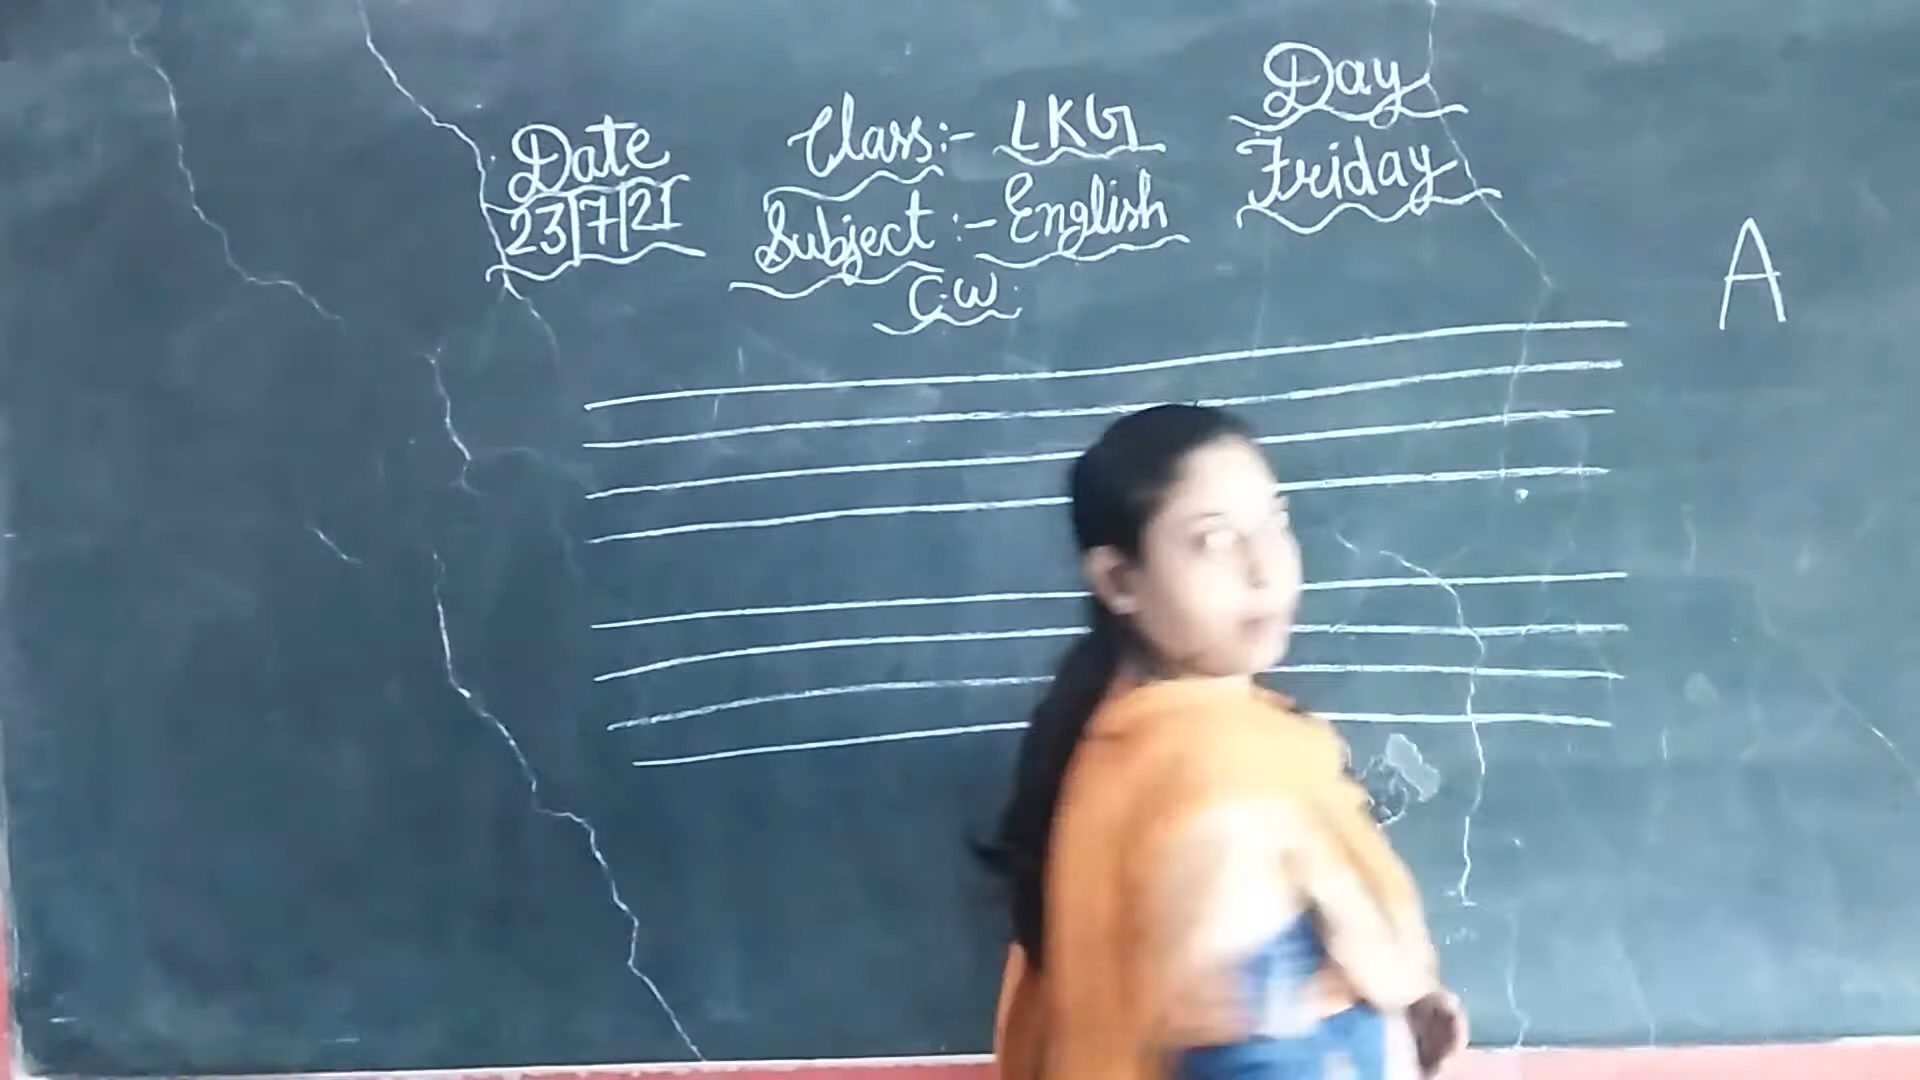 Date
23/7/21
Class:- LKG
Subject:- English
C.W.
Day
Friday
A